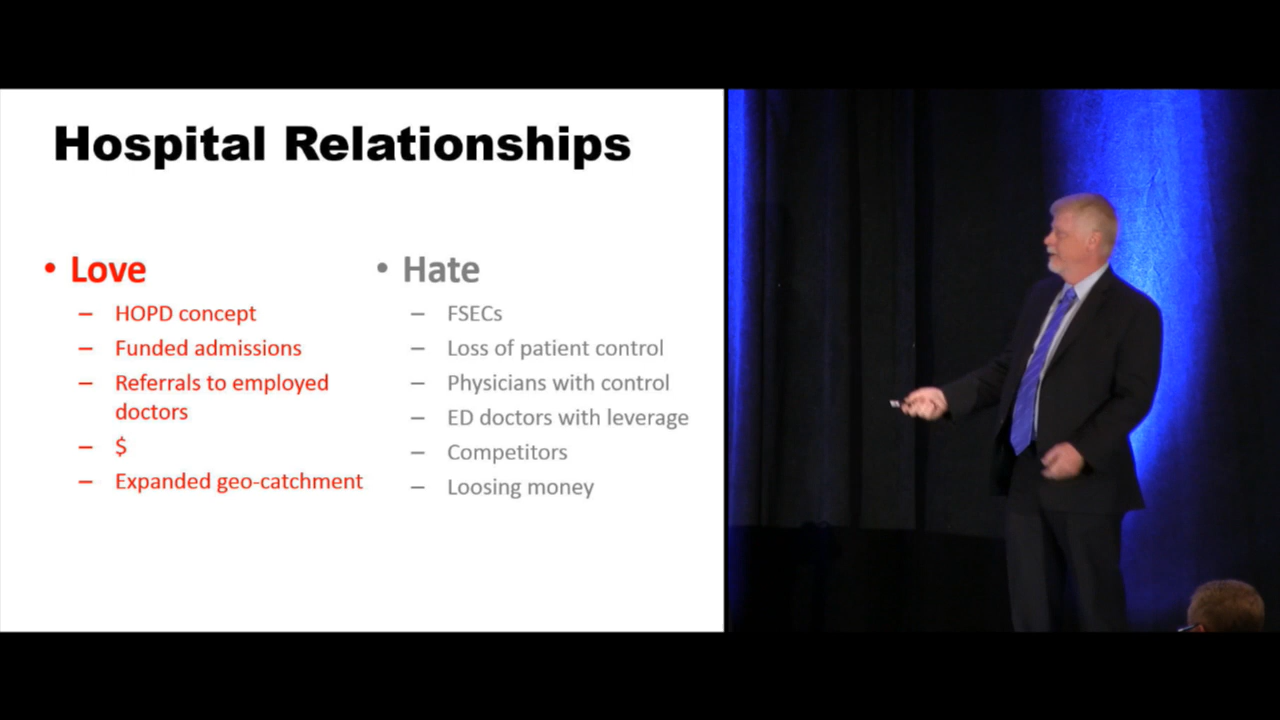 Hospital Relationships
• Love
– HOPD concept
– Funded admissions
– Referrals to employed
doctors
– $
– Expanded geo-catchment
• Hate
– FSECs
– Loss of patient control
– Physicians with control
– ED doctors with leverage
– Competitors
– Loosing money